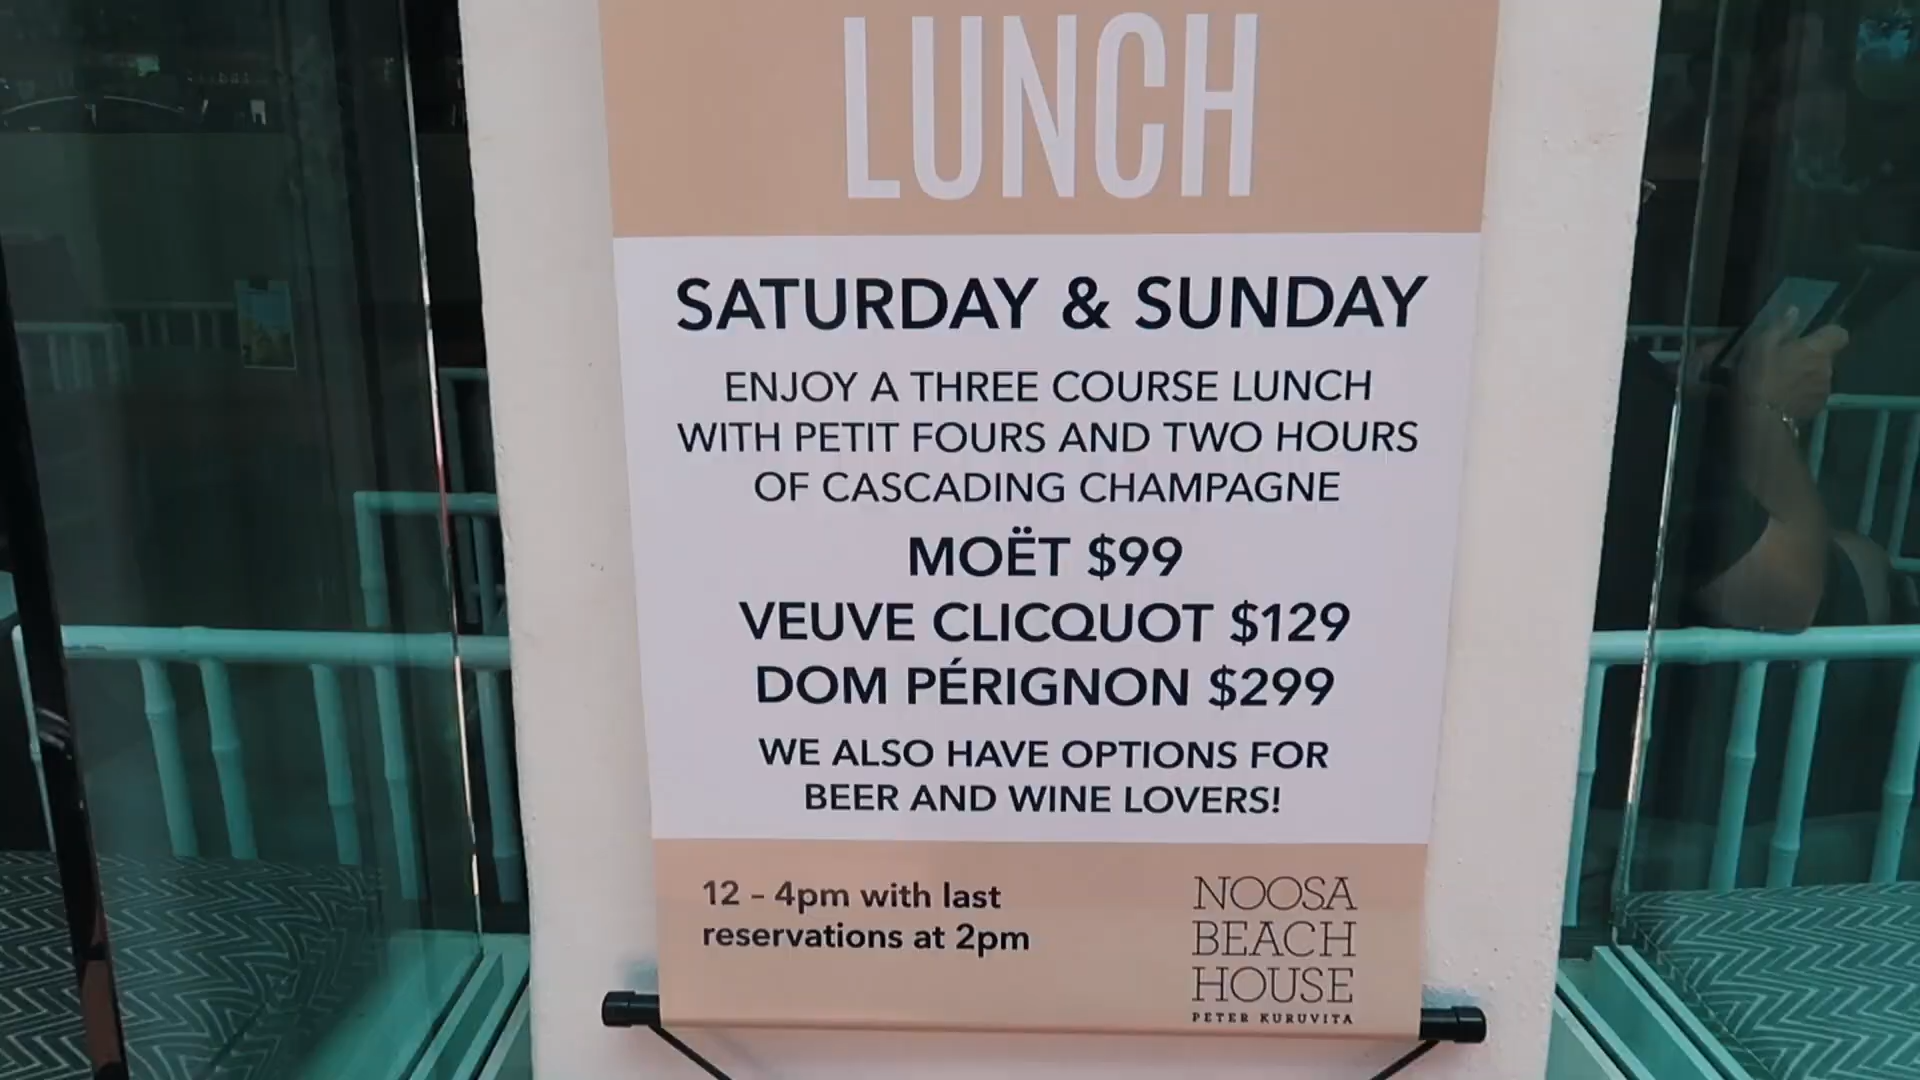 LUNCH
SATURDAY & SUNDAY
ENJOY A THREE COURSE LUNCH
WITH PETIT FOURS AND TWO HOURS
OF CASCADING CHAMPAGNE
MOËT $99
VEUVE CLICQUOT $129
DOM PÉRIGNON $299
WE ALSO HAVE OPTIONS FOR
BEER AND WINE LOVERS!
12 – 4pm with last
reservations at 2pm
NOOSA
BEACH
HOUSE
PETER KURUVITA